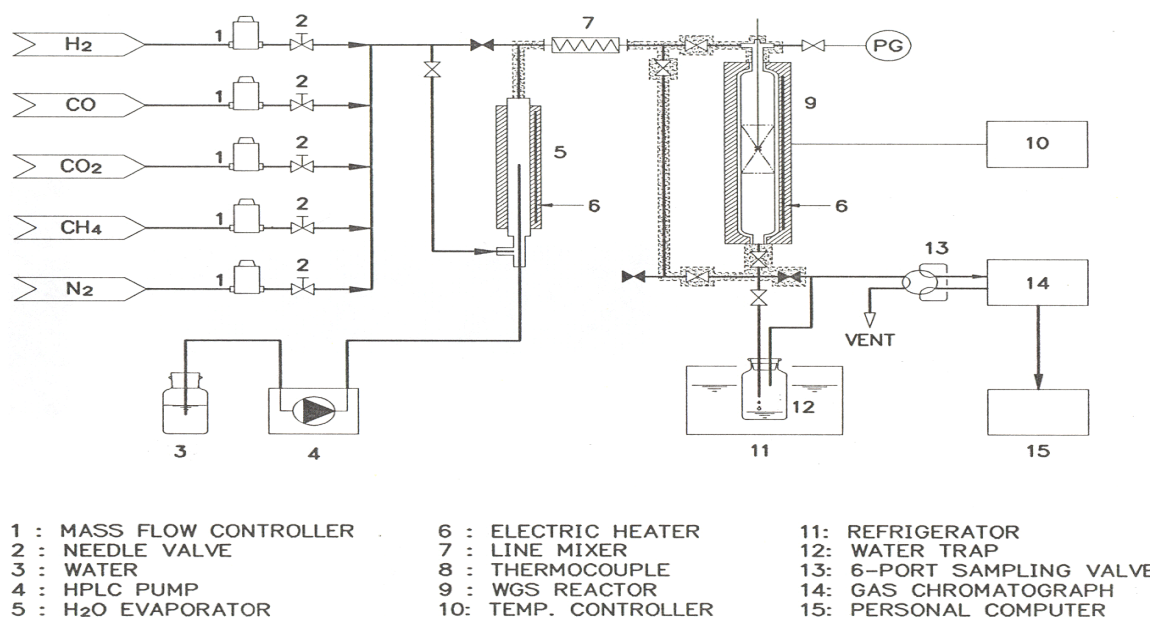 7
2
1
H2
PG
2
1
CO
9
2
1
CO2
5
10
2
1
CH4
6
6
2
1
N2
13
14
VENT
12
3
4
11
15
1 : MASS FLOW CONTROLLER
2 : NEEDLE VALVE
3 : WATER
4 : HPLC PUMP
5 : H2O EVAPORATOR
6 : ELECTRIC HEATER
7 : LINE MIXER
8 : THERMOCOUPLE
9 : WGS REACTOR
10: TEMP. CONTROLLER
11: REFRIGERATOR
12: WATER TRAP
13: 6-PORT SAMPLING VALVE
14: GAS CHROMATOGRAPH
15: PERSONAL COMPUTER